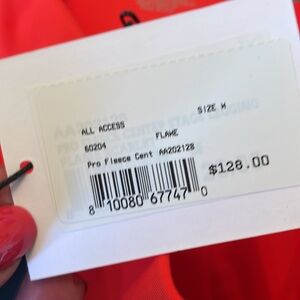 ALL ACCESS SIZE M
60204 FLAME
Pro Fleece Cent AA202128
8 10080 67747 0 $128.00